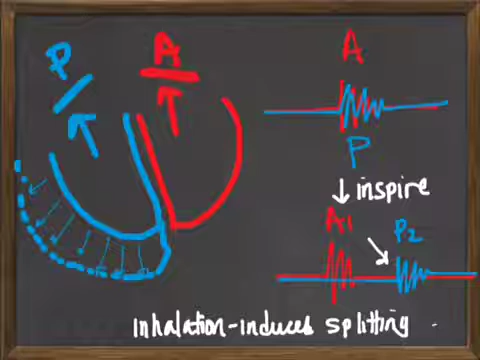 P
A
A
P
inspire
A1
P2
inhalation-induces splitting